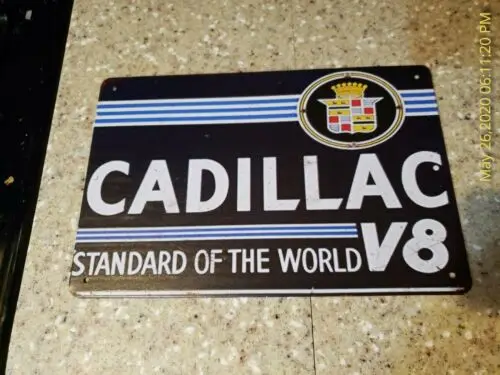 CADILLAC
STANDARD OF THE WORLD V8
May 26,2020 06:11:20 PM